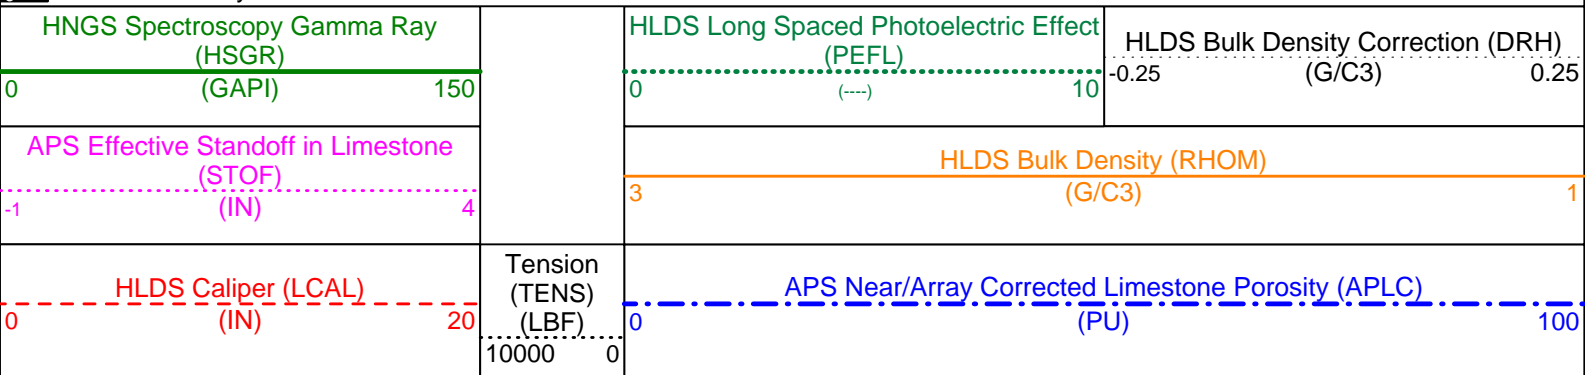 HNGS Spectroscopy Gamma Ray
(HSGR)
0 (GAPI) 150
HLDS Long Spaced Photoelectric Effect
(PEFL)
0 (----) 10
HLDS Bulk Density Correction (DRH)
-0.25 (G/C3) 0.25
APS Effective Standoff in Limestone
(STOF)
-1 (IN) 4
HLDS Bulk Density (RHOM)
3 (G/C3) 1
HLDS Caliper (LCAL)
0 (IN) 20
Tension
(TENS)
(LBF)
10000 0
APS Near/Array Corrected Limestone Porosity (APLC)
0 (PU) 100